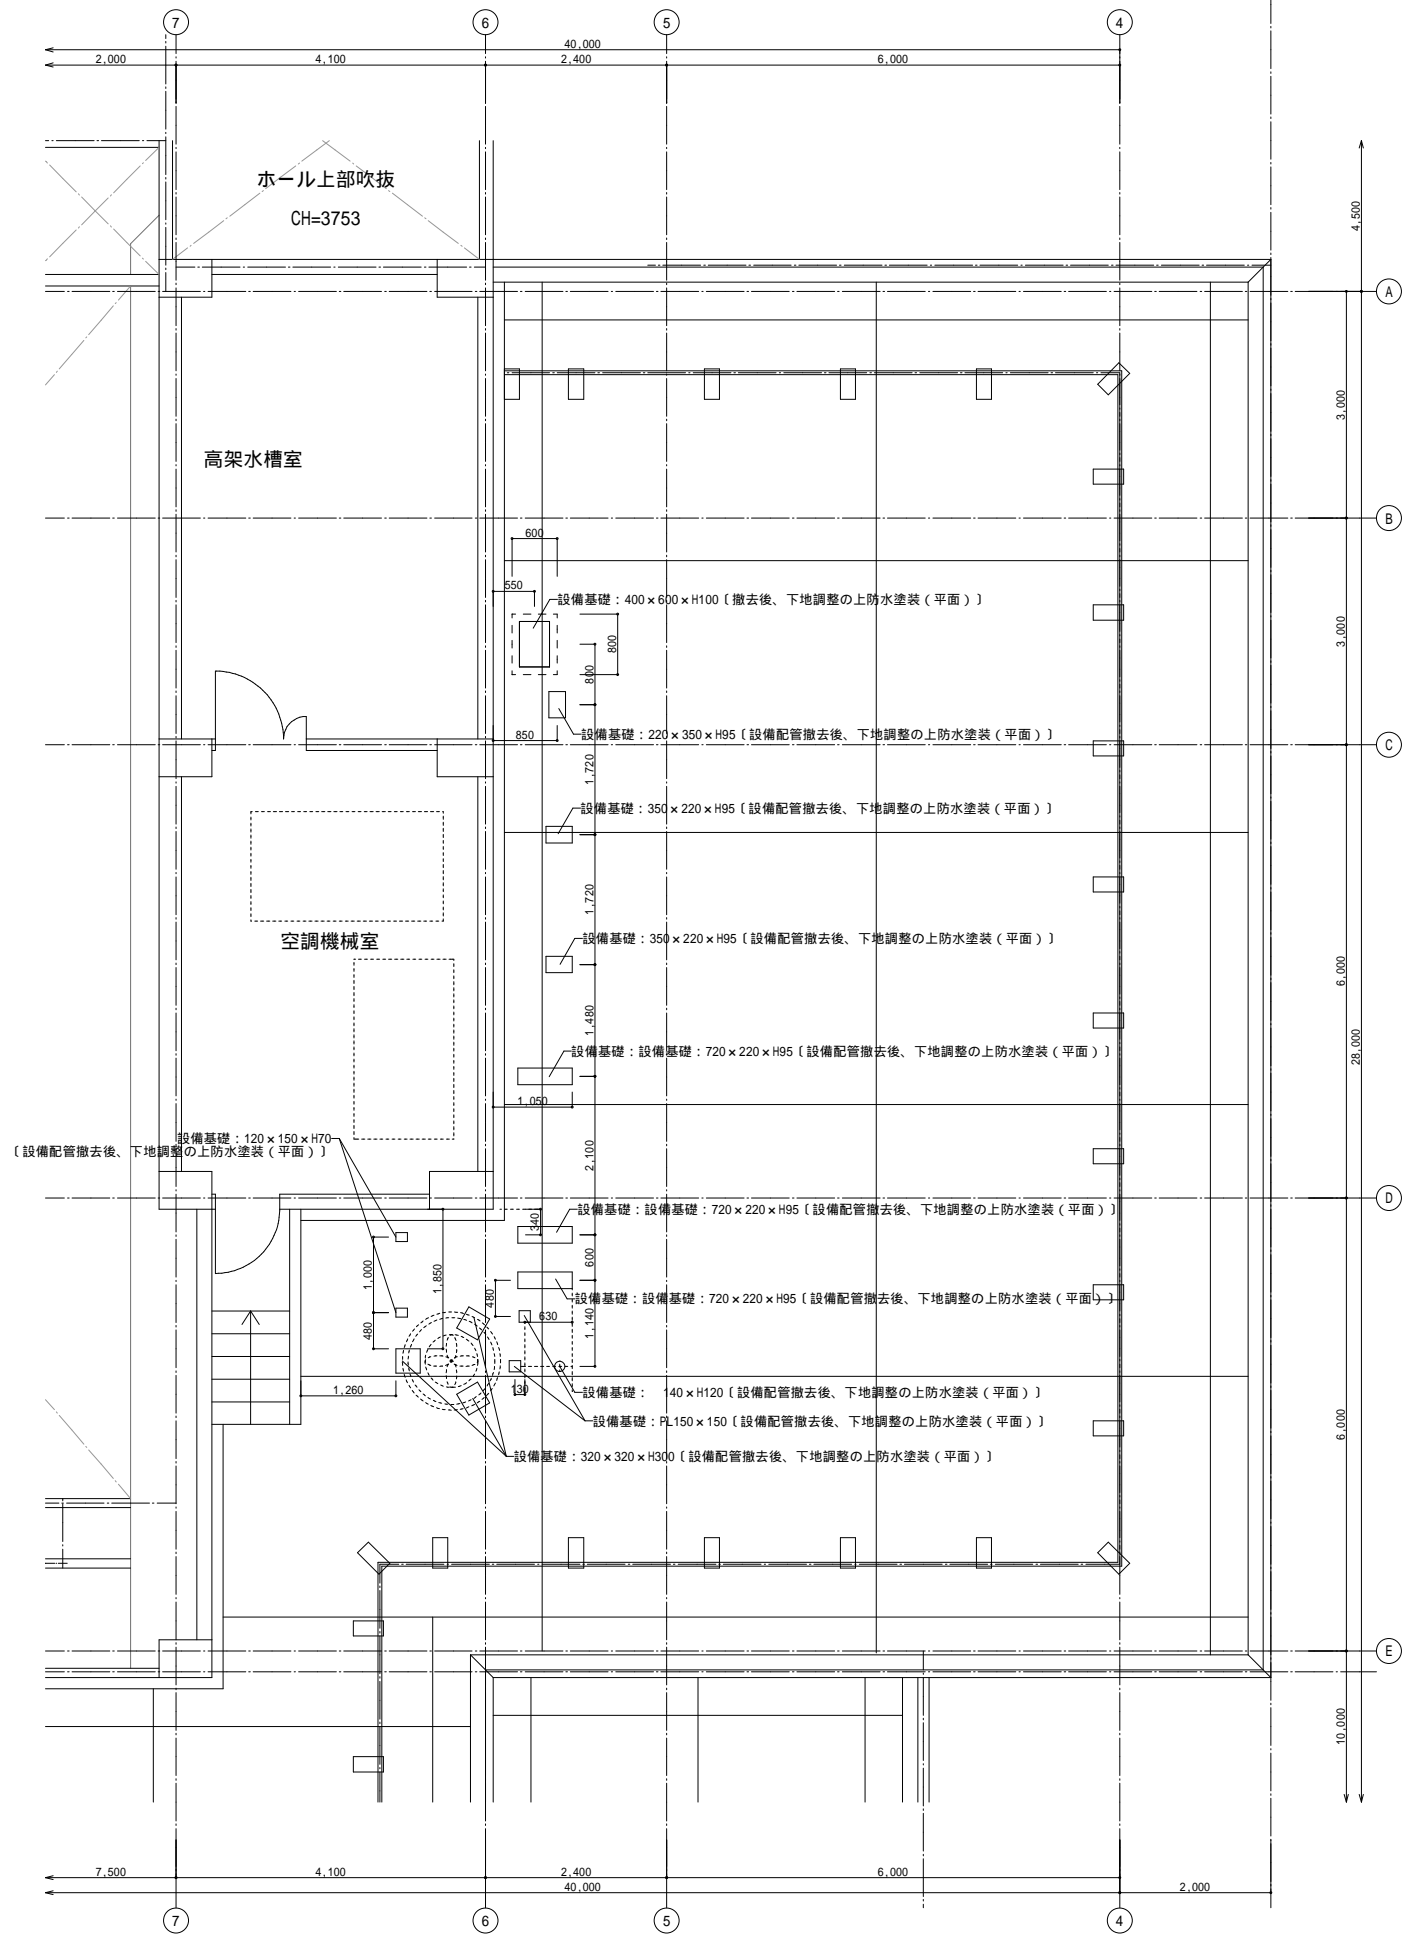 7
6
5
4
40,000
2,000
4,100
2,400
6,000
ホール上部吹抜
CH=3753
4,500
A
3,000
高架水槽室
B
600
550
設備基礎：400×600×H100〔撤去後、下地調整の上防水塗装（平面）〕
800
3,000
800
設備基礎：220×350×H95〔設備配管撤去後、下地調整の上防水塗装（平面）〕
850
C
1,720
設備基礎：350×220×H95〔設備配管撤去後、下地調整の上防水塗装（平面）〕
1,720
空調機械室
設備基礎：350×220×H95〔設備配管撤去後、下地調整の上防水塗装（平面）〕
6,000
1,480
28,000
設備基礎：設備基礎：720×220×H95〔設備配管撤去後、下地調整の上防水塗装（平面）〕
1,050
設備基礎：120×150×H70
〔設備配管撤去後、下地調整の上防水塗装（平面）〕
2,100
D
設備基礎：設備基礎：720×220×H95〔設備配管撤去後、下地調整の上防水塗装（平面）〕
340
600
1,000
1,850
480
設備基礎：設備基礎：720×220×H95〔設備配管撤去後、下地調整の上防水塗装（平面）〕
630
1,140
480
1,260
130
設備基礎：　140×H120〔設備配管撤去後、下地調整の上防水塗装（平面）〕
設備基礎：PL150×150〔設備配管撤去後、下地調整の上防水塗装（平面）〕
6,000
設備基礎：320×320×H300〔設備配管撤去後、下地調整の上防水塗装（平面）〕
E
10,000
7,500
4,100
2,400
6,000
40,000
2,000
7
6
5
4